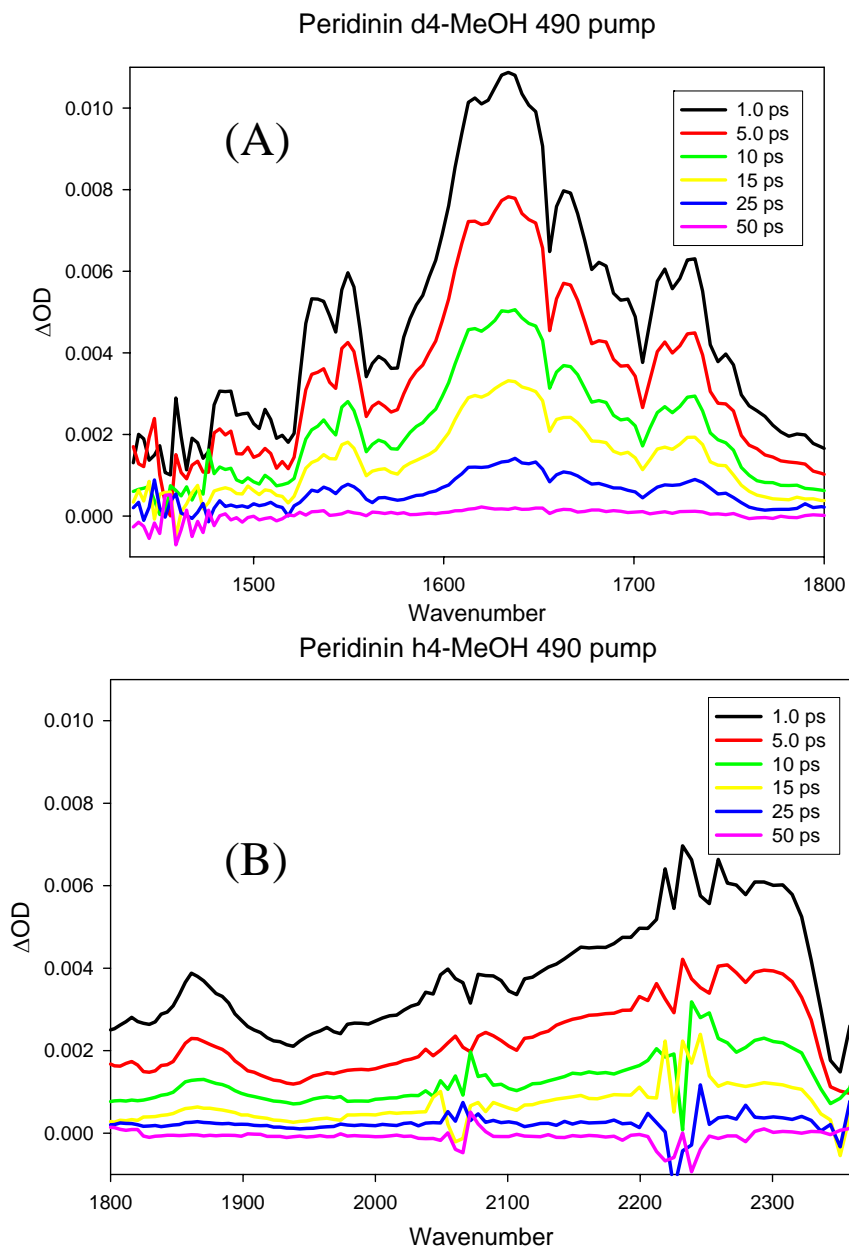 Peridinin d4-MeOH 490 pump
(A)
1.0 ps
5.0 ps
10 ps
15 ps
25 ps
50 ps
0.010
0.008
0.006
0.004
0.002
0.000
ΔOD
1500 1600 1700 1800
Wavenumber
Peridinin h4-MeOH 490 pump
(B)
1.0 ps
5.0 ps
10 ps
15 ps
25 ps
50 ps
0.010
0.008
0.006
0.004
0.002
0.000
ΔOD
1800 1900 2000 2100 2200 2300
Wavenumber